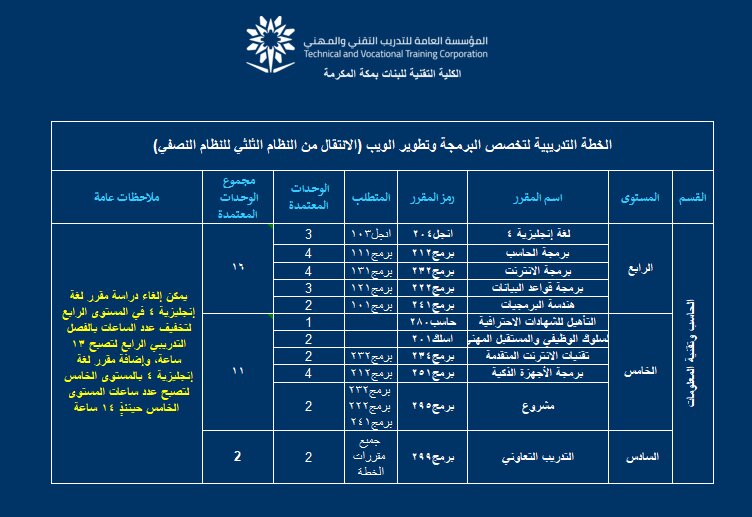 المؤسسة العامة للتدريب التقني والمهني
Technical and Vocational Training Corporation
الكلية التقنية للبنات بمكة المكرمة
الخطة التدريبية لتخصص البرمجة وتطوير الويب (الانتقال من النظام الثلثي للنظام النصفي)
القسم المستوى اسم المقرر رمز المقرر المتطلب الوحدات المعتمدة مجموع الوحدات المعتمدة ملاحظات عامة
الحاسب وتقنية المعلومات
الرابع
لغة إنجليزية ٤ انجل٢٠٤ انجل١٠٣ 3
برمجة الحاسب برمج٢١٢ برمج١١١ 4
برمجة الانترنت برمج٢٣٢ برمج١٣١ 4
برمجة قواعد البيانات برمج٢٢٢ برمج١٢١ 3
هندسة البرمجيات برمج٢٤١ برمج١٠١ 2
١٦
الخامس
التأهيل للشهادات الاحترافية حاسب٢٨٠ 1
لسلوك الوظيفي والمستقبل المهني اسلك٢٠١ 2
تقنيات الانترنت المتقدمة برمج٢٣٤ برمج٢٣٢ 2
برمجة الأجهزة الذكية برمج٢٥١ برمج٢١٢ 4
مشروع برمج٢٩٥ برمج٢٣٢ برمج٢٢٢ برمج٢٤١ 2
١١
السادس
التدريب التعاوني برمج٢٩٩ جميع مقررات الخطة 2
2
يمكن إلغاء دراسة مقرر لغة
إنجليزية ٤ في المستوى الرابع
لتخفيف عدد الساعات بالفصل
التدريبي الرابع لتصبح ١٣
ساعة، وإضافة مقرر لغة
إنجليزية ٤ بالمستوى الخامس
لتصبح عدد ساعات المستوى
الخامس حينئذٍ ١٤ ساعة